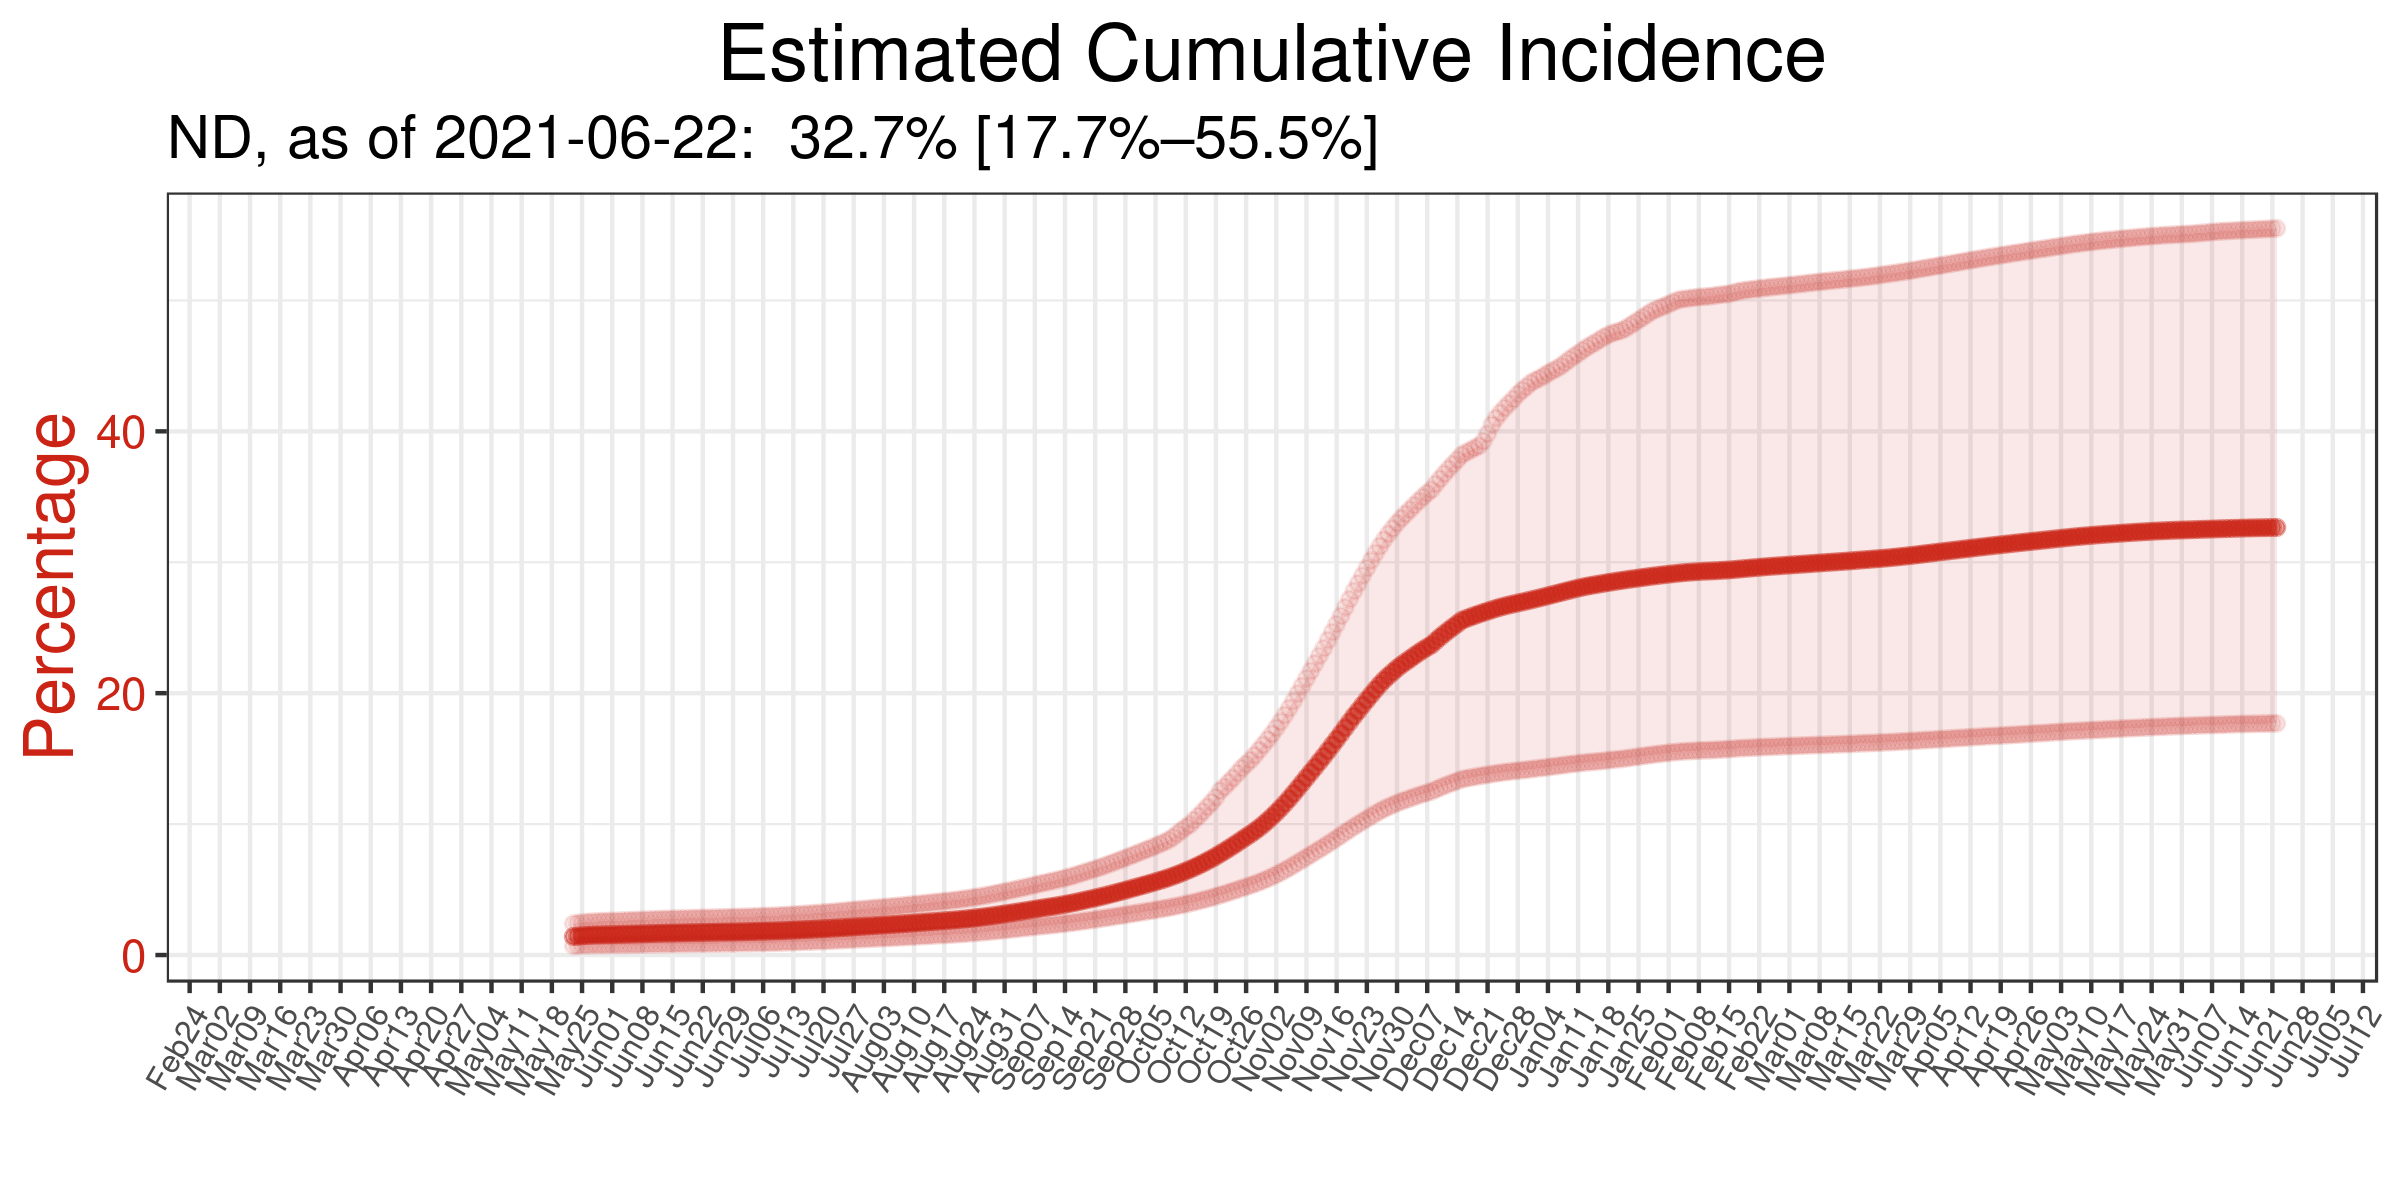 Estimated Cumulative Incidence
ND, as of 2021-06-22: 32.7% [17.7%–55.5%]
Percentage
40
20
0
Feb24
Mar02
Mar09
Mar16
Mar23
Mar30
Apr06
Apr13
Apr20
Apr27
May04
May11
May18
May25
Jun01
Jun08
Jun15
Jun22
Jun29
Jul06
Jul13
Jul20
Jul27
Aug03
Aug10
Aug17
Aug24
Aug31
Sep07
Sep14
Sep21
Sep28
Oct05
Oct12
Oct19
Oct26
Nov02
Nov09
Nov16
Nov23
Nov30
Dec07
Dec14
Dec21
Dec28
Jan04
Jan11
Jan18
Jan25
Feb01
Feb08
Feb15
Feb22
Mar01
Mar08
Mar15
Mar22
Mar29
Apr05
Apr12
Apr19
Apr26
May03
May10
May17
May24
May31
Jun07
Jun14
Jun21
Jun28
Jul05
Jul12